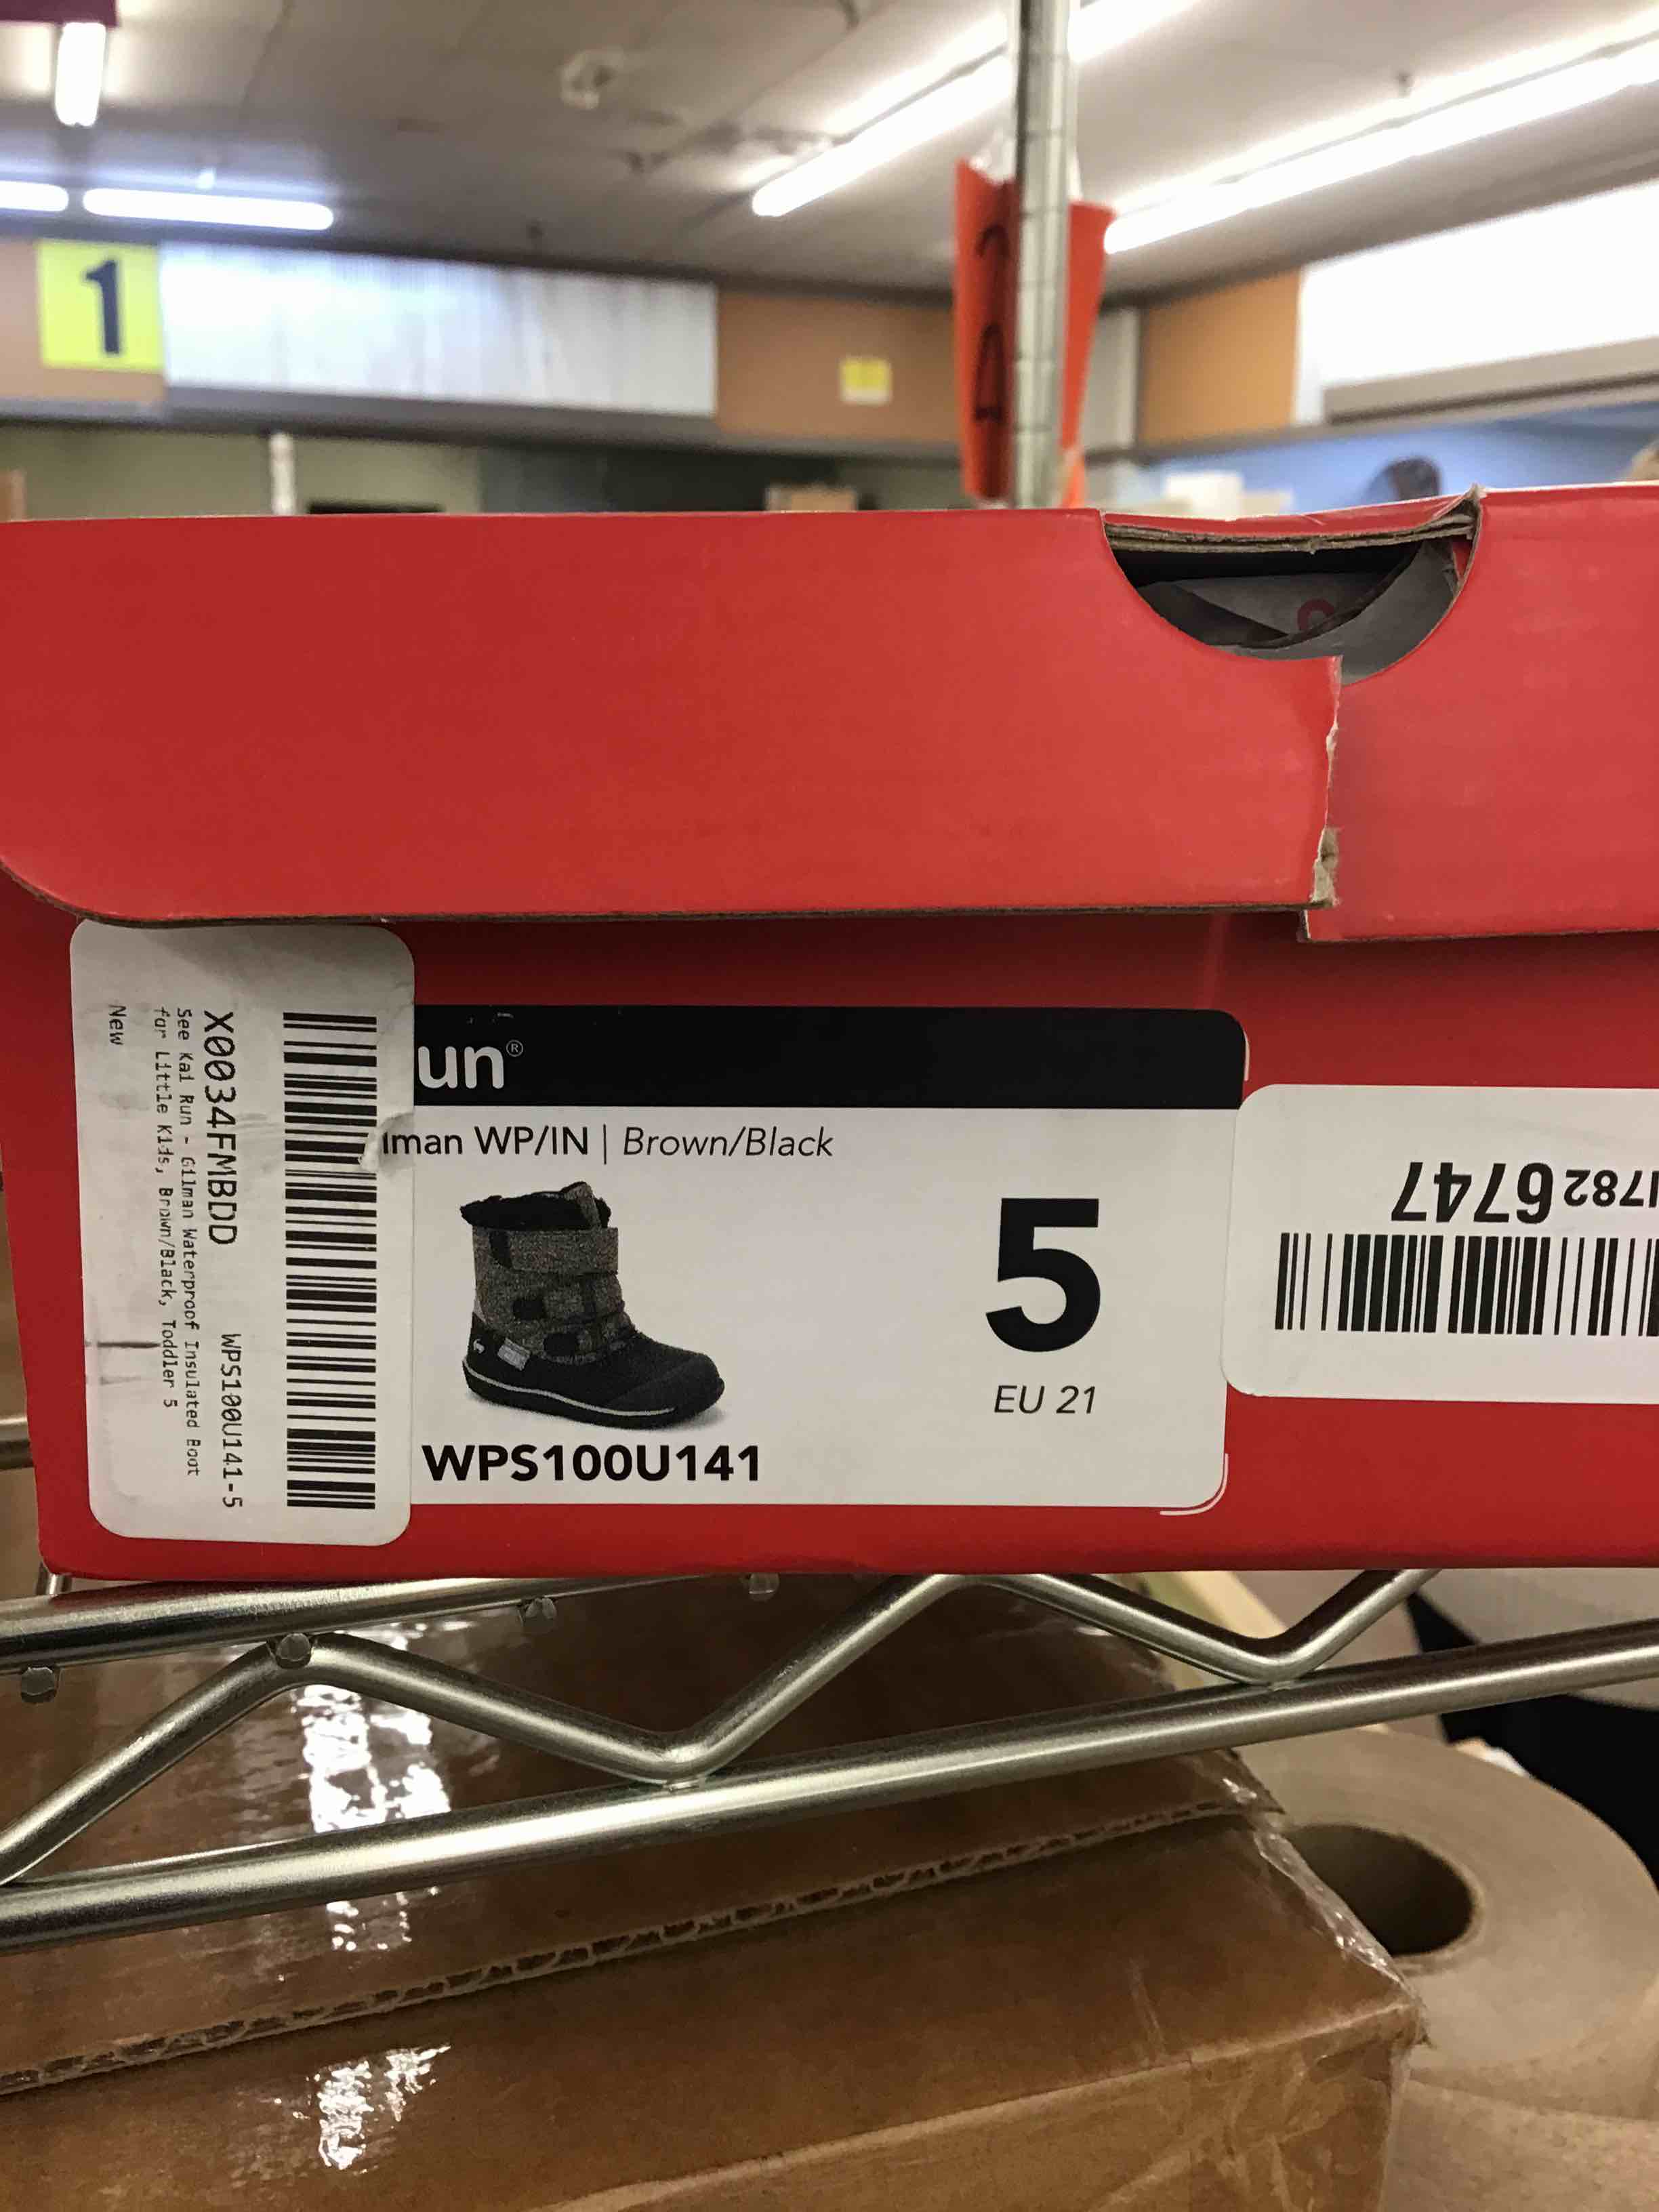 1
X0034FMBDD WPS100U141-5
See Kai Run - Gilman Waterproof Insulated Boot
for Little Kids, Brown/Black, Toddler 5
New
un®
lman WP/IN | Brown/Black
5
EU 21
WPS100U141
17826747